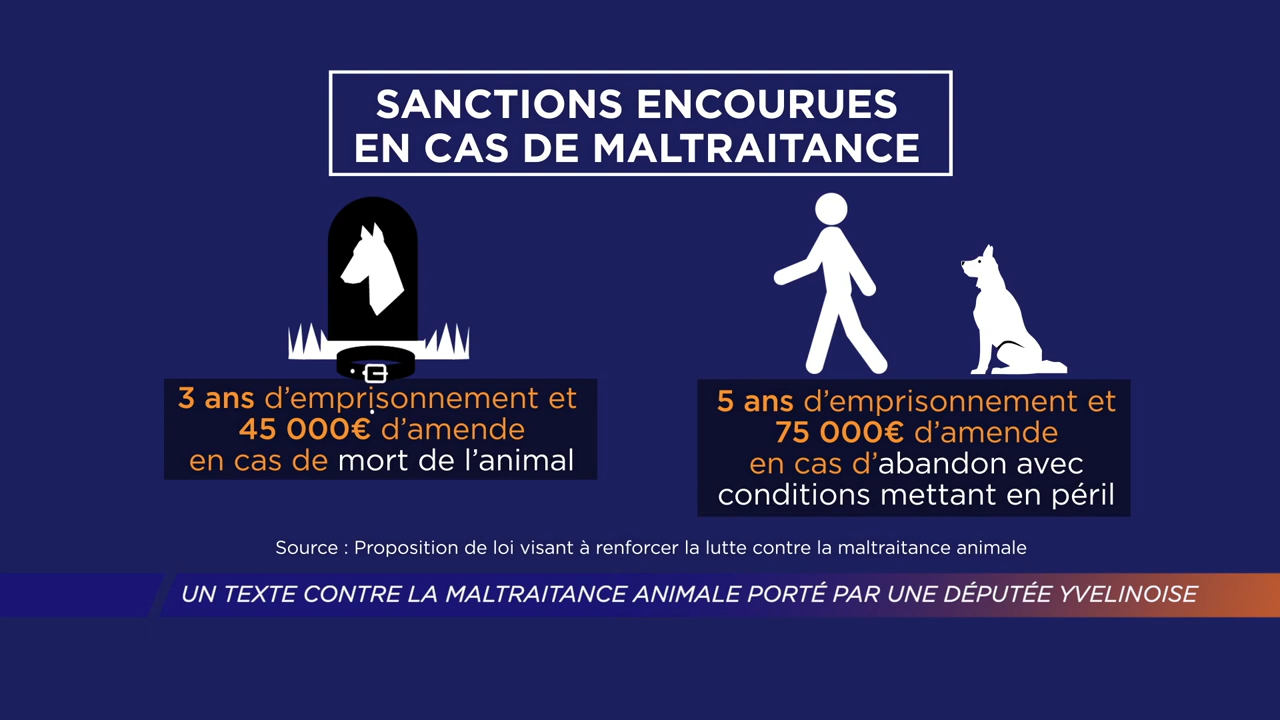 SANCTIONS ENCOURUES
EN CAS DE MALTRAITANCE
3 ans d'emprisonnement et
45 000€ d'amende
en cas de mort de l'animal
5 ans d'emprisonnement et
75 000€ d'amende
en cas d'abandon avec
conditions mettant en péril
Source : Proposition de loi visant à renforcer la lutte contre la maltraitance animale
UN TEXTE CONTRE LA MALTRAITANCE ANIMALE PORTÉ PAR UNE DÉPUTÉE YVELINOISE